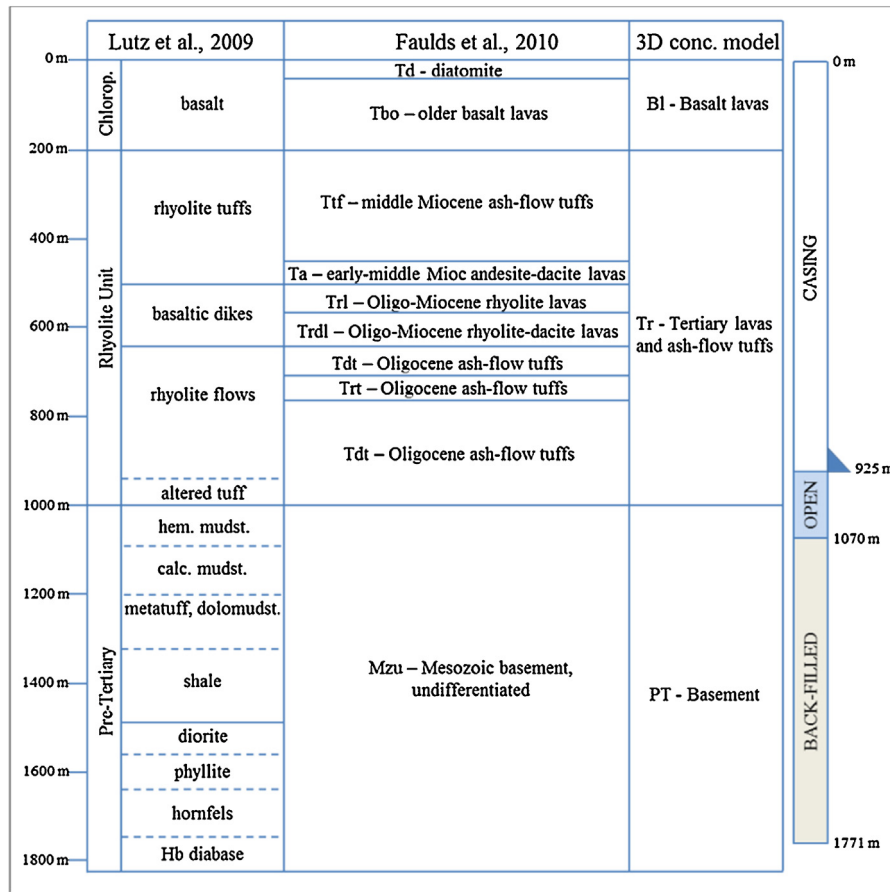 Lutz et al., 2009
Faulds et al., 2010
3D conc. model
0 m
200 m
400 m
600 m
800 m
1000 m
1200 m
1400 m
1600 m
1800 m
Chlorop.
Rhyolite Unit
Pre-Tertiary
basalt
rhyolite tuffs
basaltic dikes
rhyolite flows
altered tuff
hem. mudst.
calc. mudst.
metatuff, dolomudst.
shale
diorite
phyllite
hornfels
Hb diabase
Td - diatomite
Tbo – older basalt lavas
Ttf – middle Miocene ash-flow tuffs
Ta – early-middle Mioc andesite-dacite lavas
Trl – Oligo-Miocene rhyolite lavas
Trdl – Oligo-Miocene rhyolite-dacite lavas
Tdt – Oligocene ash-flow tuffs
Trt – Oligocene ash-flow tuffs
Tdt – Oligocene ash-flow tuffs
Mzu – Mesozoic basement,
undifferentiated
Bl - Basalt lavas
Tr - Tertiary lavas
and ash-flow tuffs
PT - Basement
0 m
CASING
925 m
OPEN
1070 m
BACK-FILLED
1771 m